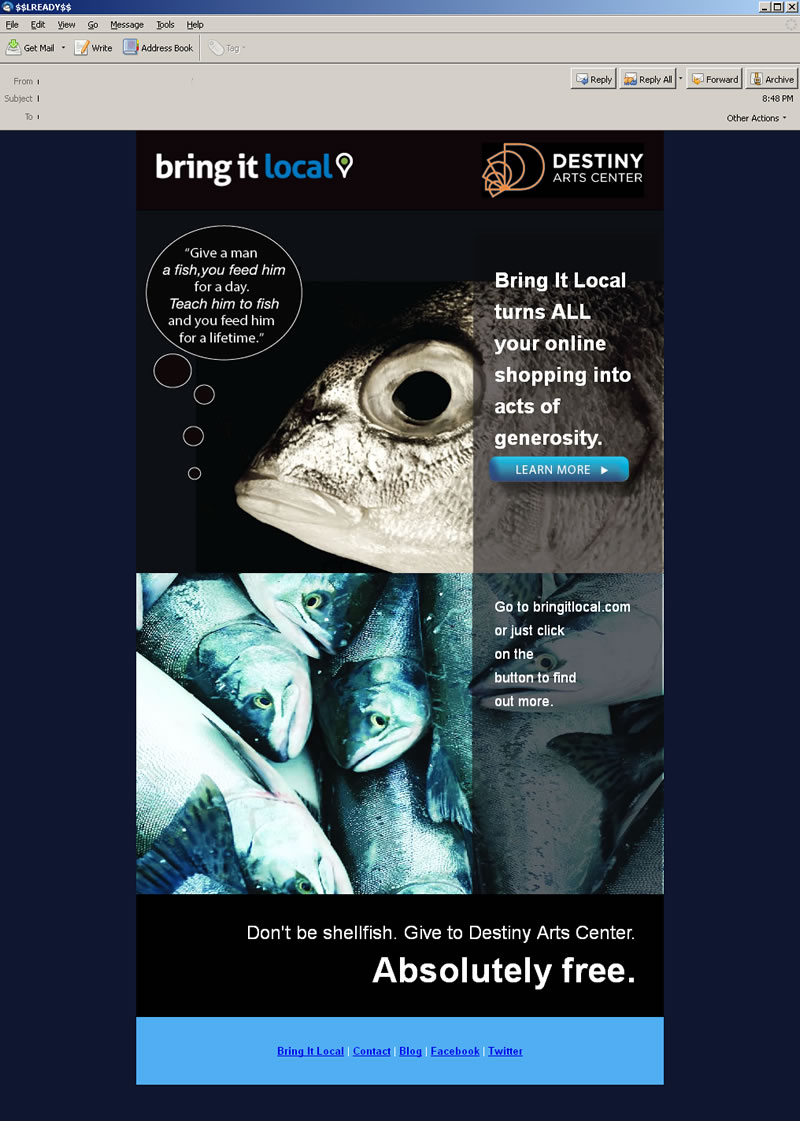 $$LREADY$$
File Edit View Go Message Tools Help
Get Mail Write Address Book Tag
From
Reply Reply All Forward Archive
Subject
8:48 PM
To
Other Actions
bring it local
DESTINY
ARTS CENTER
"Give a man
a fish,you feed him
for a day.
Teach him to fish
and you feed him
for a lifetime."
Bring It Local
turns ALL
your online
shopping into
acts of
generosity.
LEARN MORE
Go to bringitlocal.com
or just click
on the
button to find
out more.
Don't be shellfish. Give to Destiny Arts Center.
Absolutely free.
Bring It Local | Contact | Blog | Facebook | Twitter